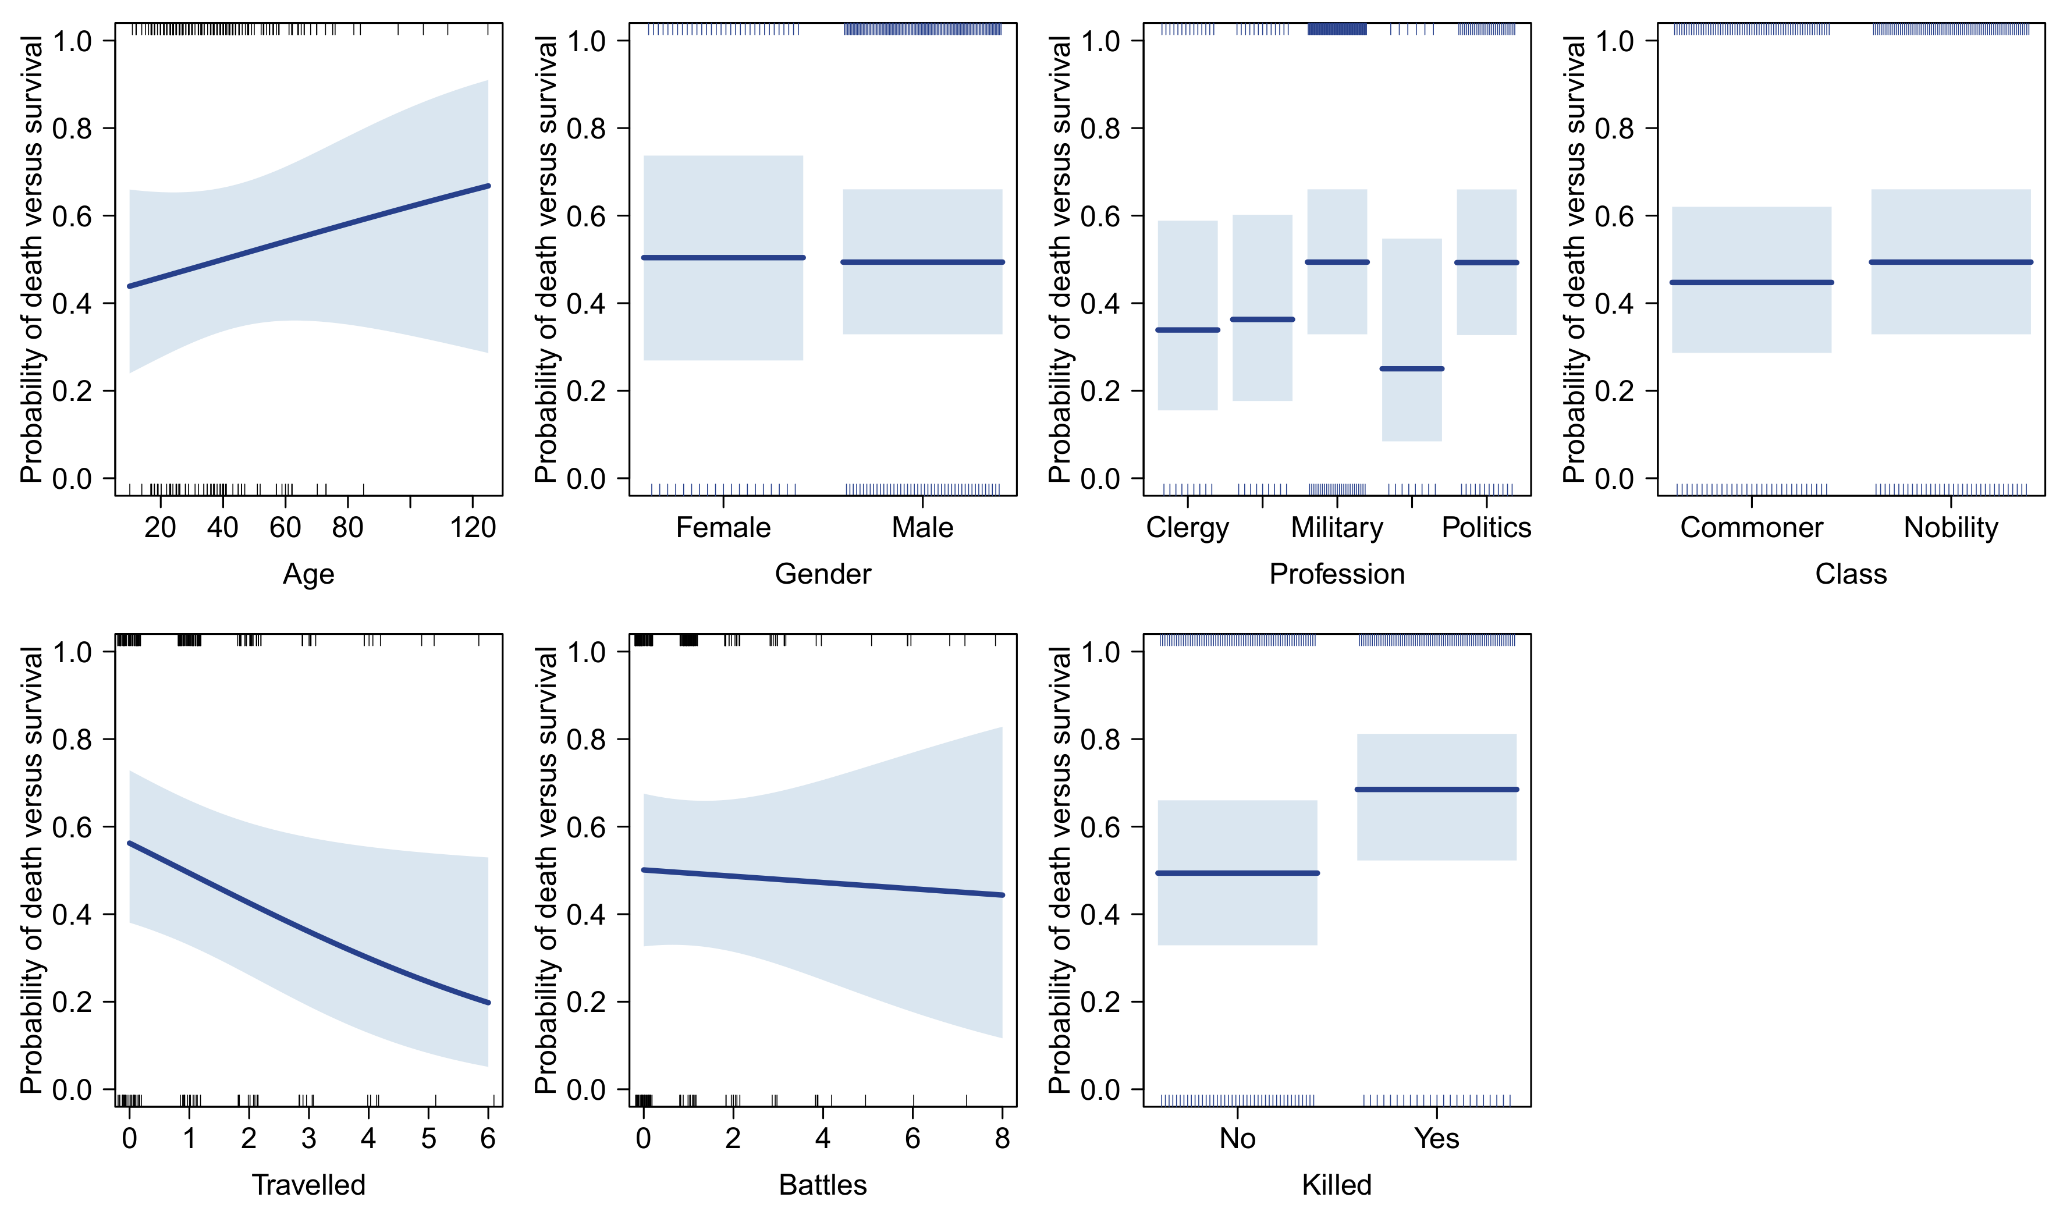 Probability of death versus survival
1.0
0.8
0.6
0.4
0.2
0.0
20 40 60 80 120
Age
Probability of death versus survival
1.0
0.8
0.6
0.4
0.2
0.0
Female Male
Gender
Probability of death versus survival
1.0
0.8
0.6
0.4
0.2
0.0
Clergy Military Politics
Profession
Probability of death versus survival
1.0
0.8
0.6
0.4
0.2
0.0
Commoner Nobility
Class
Probability of death versus survival
1.0
0.8
0.6
0.4
0.2
0.0
0 1 2 3 4 5 6
Travelled
Probability of death versus survival
1.0
0.8
0.6
0.4
0.2
0.0
0 2 4 6 8
Battles
Probability of death versus survival
1.0
0.8
0.6
0.4
0.2
0.0
No Yes
Killed